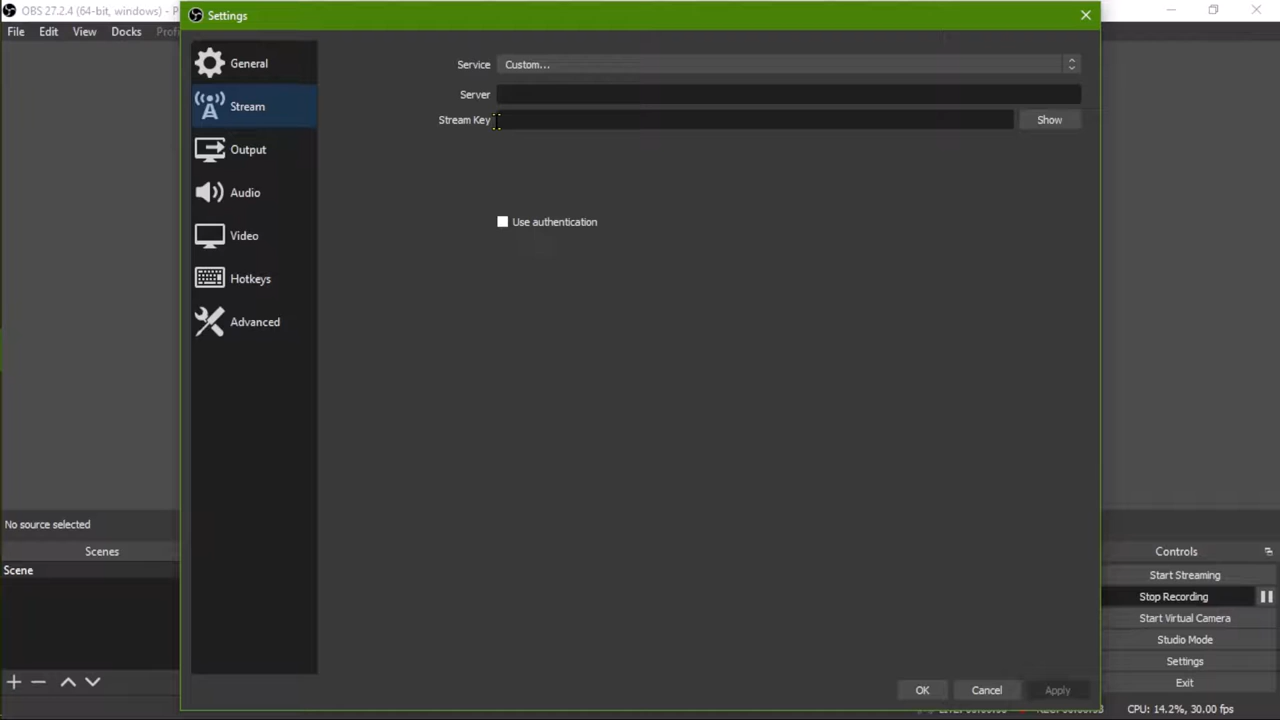 OBS 27.2.4 (64-bit, windows) - P
Settings
File Edit View Docks Profi
General
Stream
Output
Audio
Video
Hotkeys
Advanced
Service Custom...
Server
Stream Key Show
Use authentication
No source selected
Scenes
Scene
Controls
Start Streaming
Stop Recording
Start Virtual Camera
Studio Mode
Settings
Exit
OK Cancel Apply
CPU: 14.2%, 30.00 fps